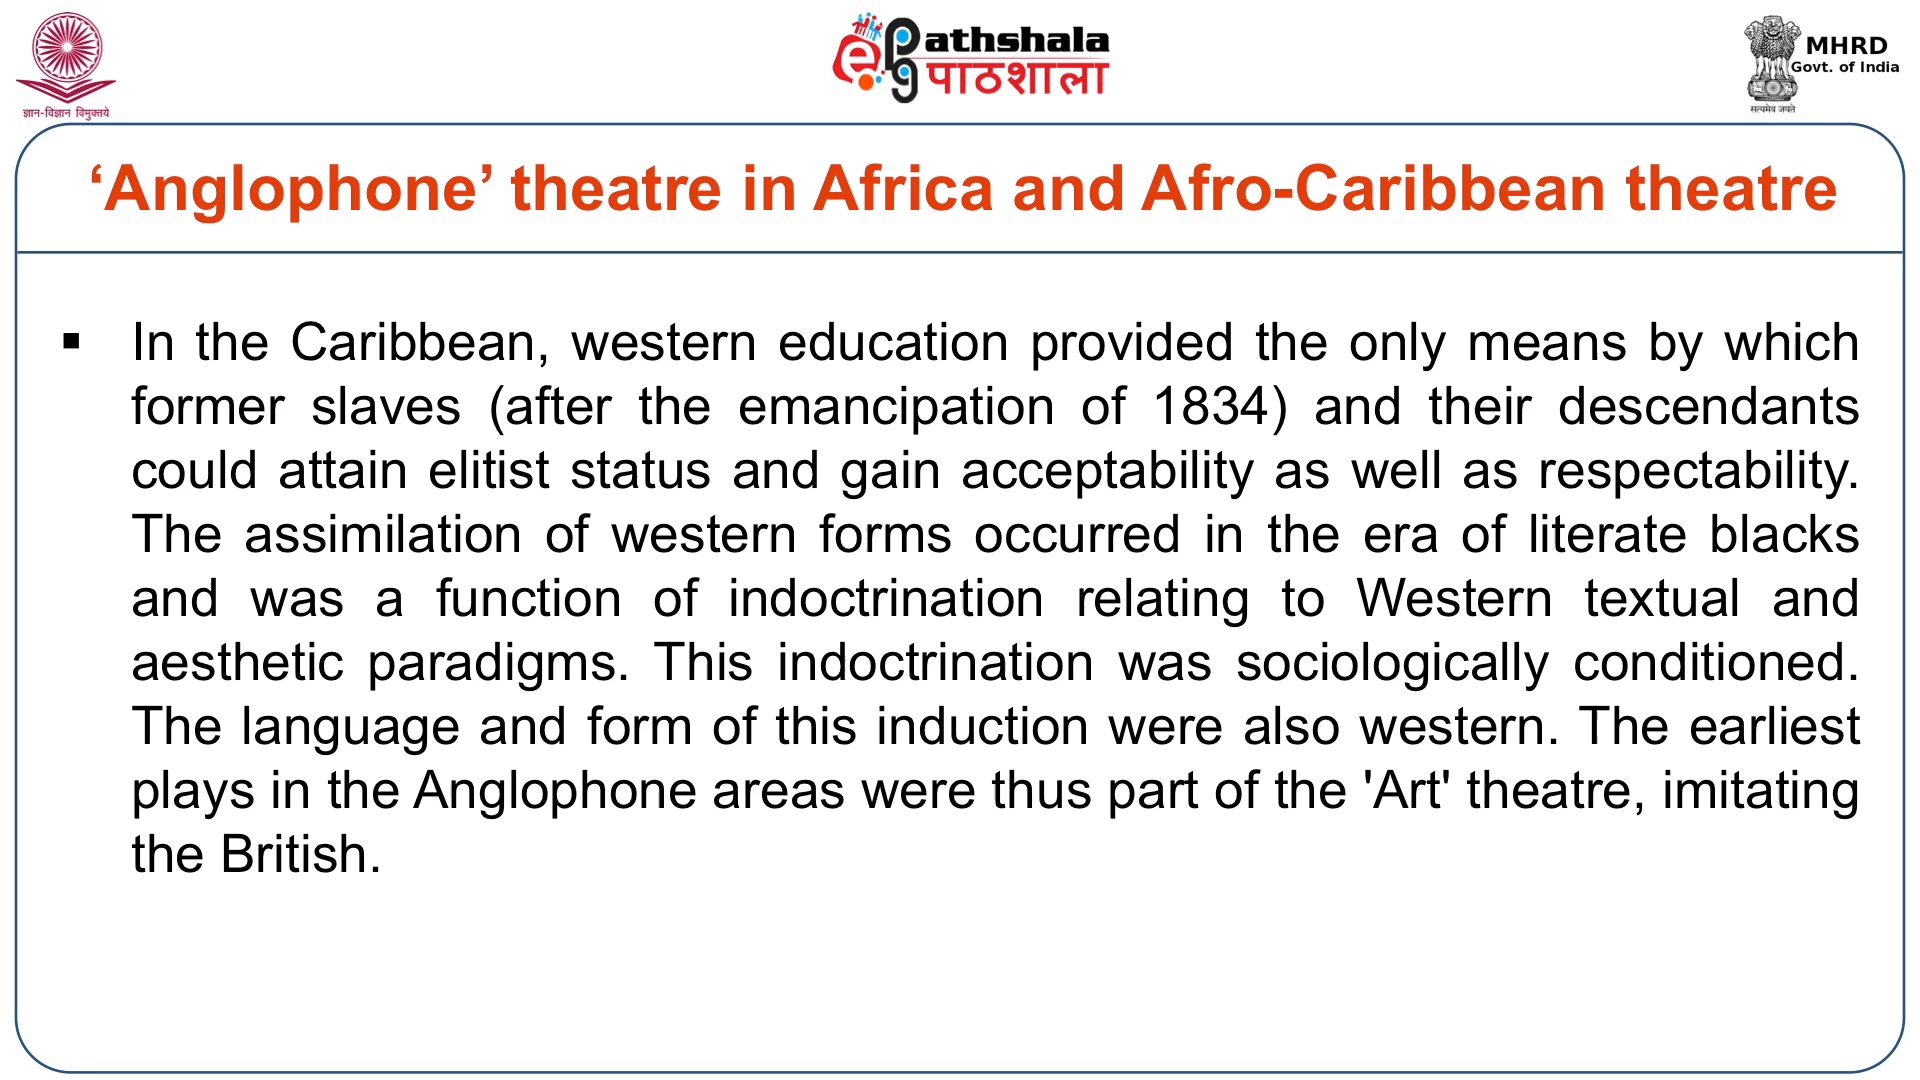 ज्ञान-विज्ञान विमुक्तये
e
pg
athshala
पाठशाला
MHRD
Govt. of India
सत्यमेव जयते
‘Anglophone’ theatre in Africa and Afro-Caribbean theatre
▪ In the Caribbean, western education provided the only means by which
former slaves (after the emancipation of 1834) and their descendants
could attain elitist status and gain acceptability as well as respectability.
The assimilation of western forms occurred in the era of literate blacks
and was a function of indoctrination relating to Western textual and
aesthetic paradigms. This indoctrination was sociologically conditioned.
The language and form of this induction were also western. The earliest
plays in the Anglophone areas were thus part of the 'Art' theatre, imitating
the British.